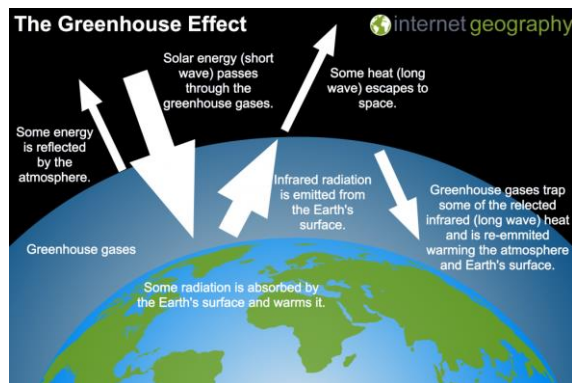 The Greenhouse Effect
internet geography
Solar energy (short
wave) passes
through the
greenhouse gases.
Some heat (long
wave) escapes to
space.
Some energy
is reflected
by the
atmosphere.
Infrared radiation
is emitted from
the Earth's
surface.
Greenhouse gases trap
some of the relected
infrared (long wave) heat
and is re-emmited
warming the atmosphere
and Earth's surface.
Greenhouse gases
Some radiation is absorbed by
the Earth's surface and warms it.